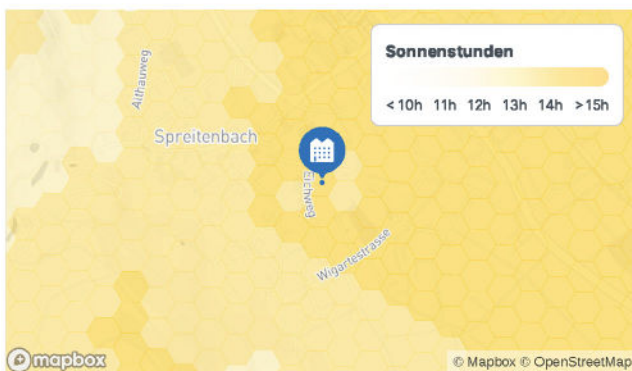 Sonnenstunden
< 10h 11h 12h 13h 14h > 15h
Althauweg
Spreitenbach
Eichweg
Wigartestrasse
mapbox
© Mapbox © OpenStreetMap